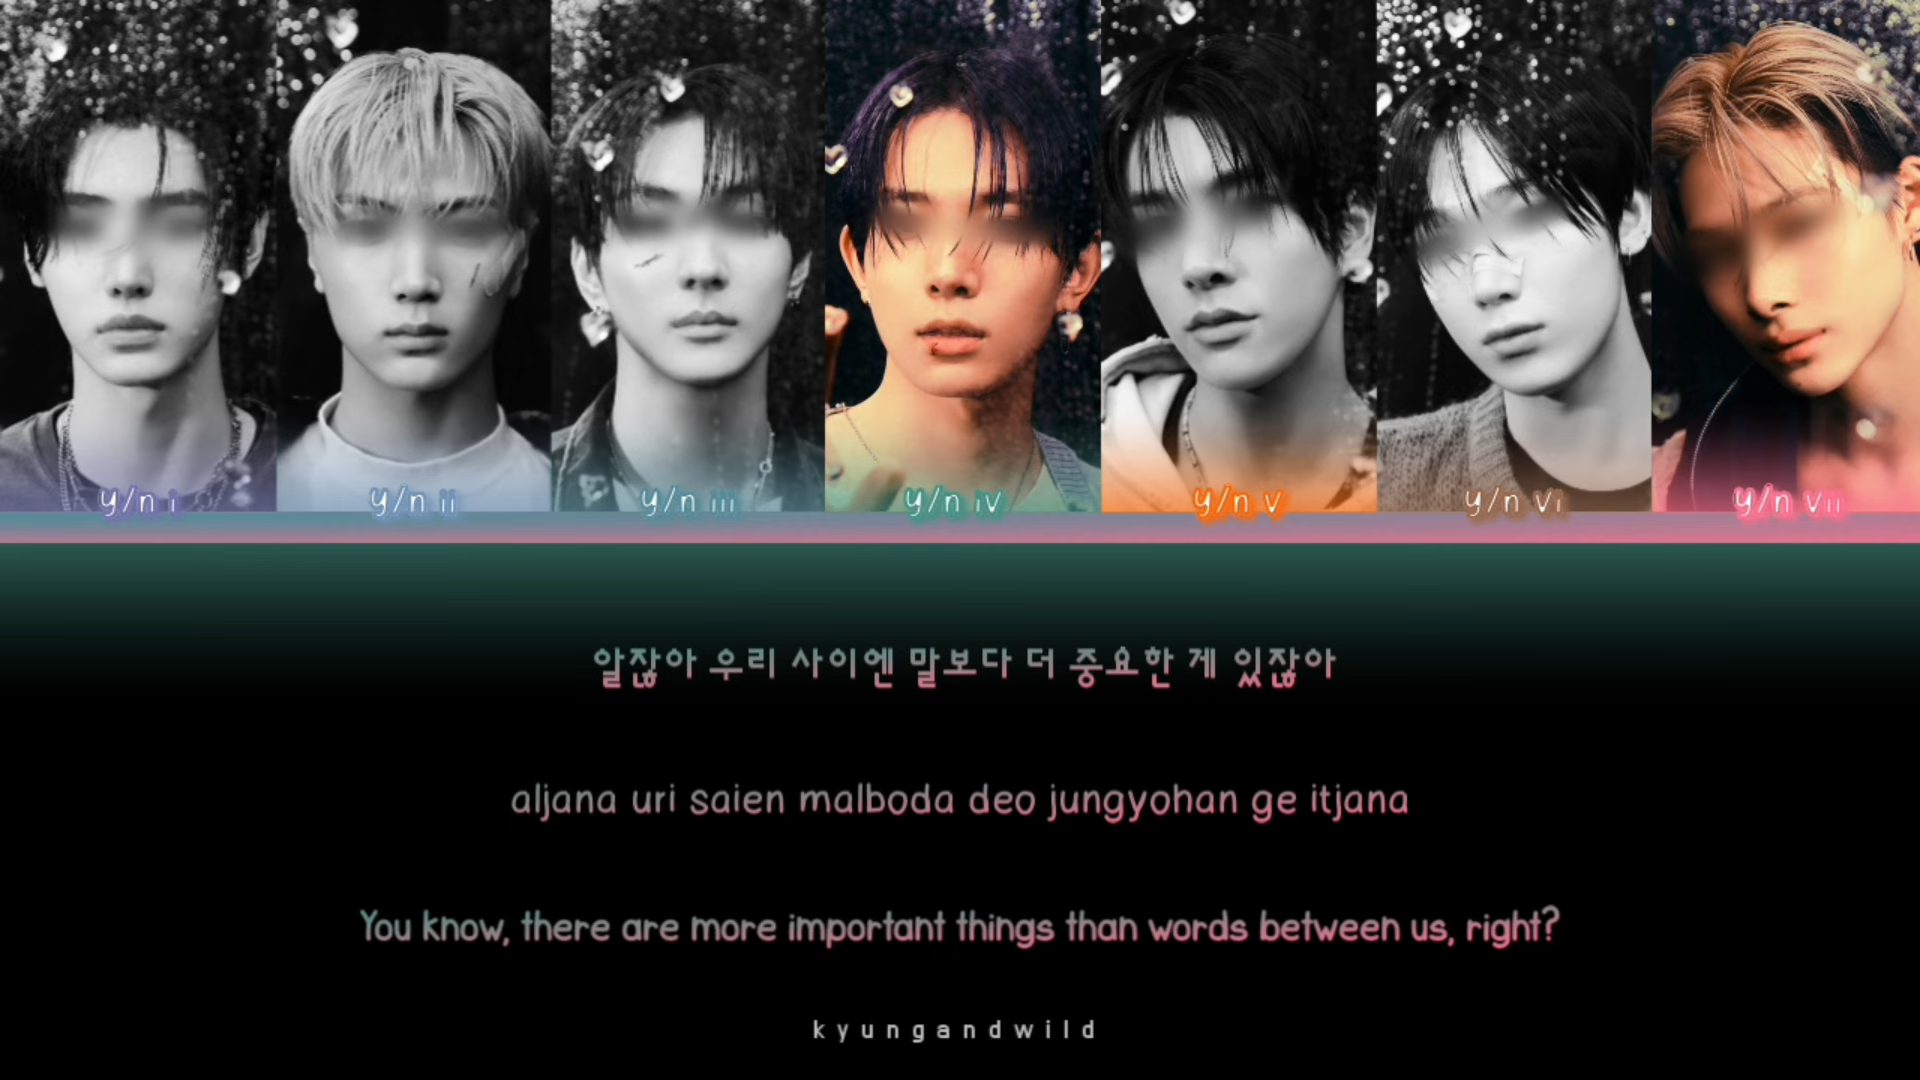 y/n i
y/n ii
y/n iii
y/n iv
y/n v
y/n vi
y/n vii
알잖아 우리 사이엔 말보다 더 중요한 게 있잖아
aljana uri saien malboda deo jungyohan ge itjana
You know, there are more important things than words between us, right?
kyungandwild